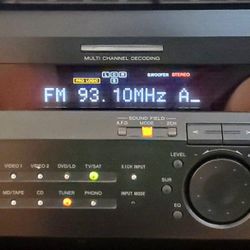 MULTI CHANNEL DECODING
L C R
PRO LOGIC S WOOFER STEREO
FM 93.10MHz A_
SOUND FIELD
A.F.D. MODE 2CH
VIDEO 1 VIDEO 2 DVD/LD TV/SAT 5.1CH INPUT LEVEL
SUR
MD/TAPE CD TUNER PHONO INPUT MODE
EQ